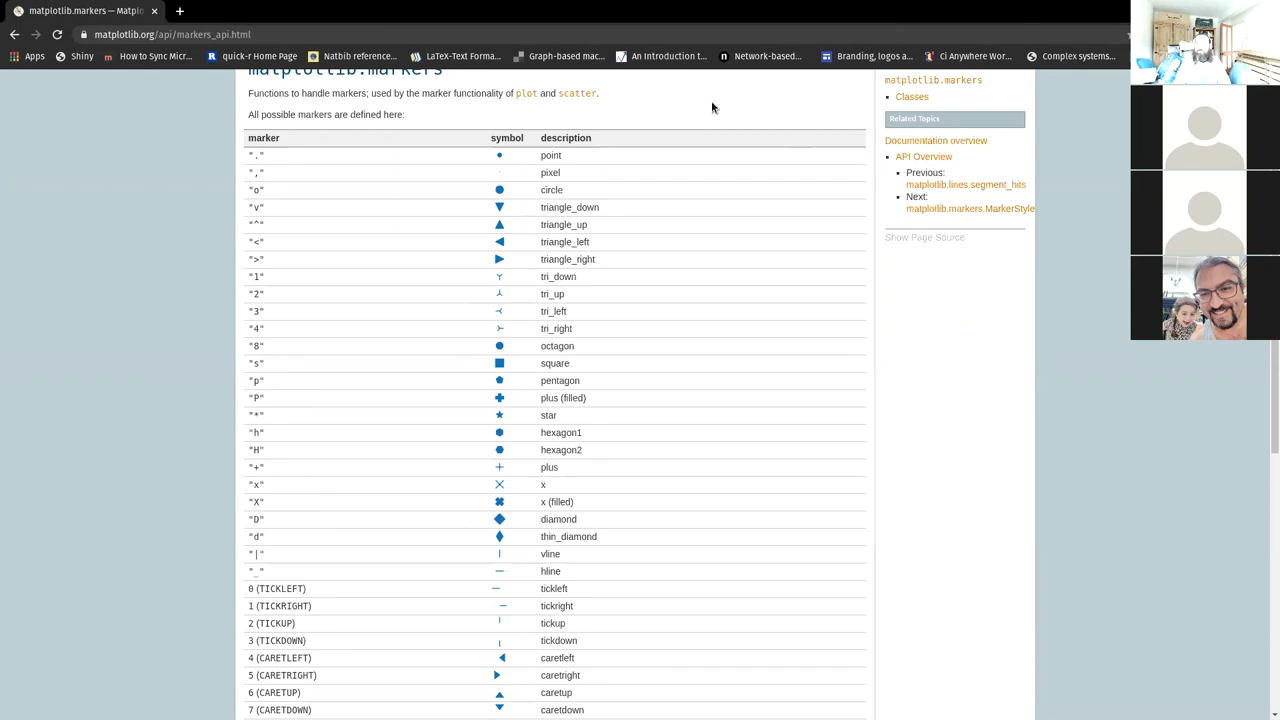 matplotlib.markers — Matplo
matplotlib.org/api/markers_api.html
Apps Shiny How to Sync Micr... quick-r Home Page Natbib reference... LaTeX-Text Forma... Graph-based mac... An Introduction t... Network-based... Branding, logos a... Ci Anywhere Wor... Complex systems...
matplotlib.markers
Functions to handle markers; used by the marker functionality of plot and scatter.
All possible markers are defined here:
marker symbol description
"." point
"," pixel
"o" circle
"v" triangle_down
"^" triangle_up
"<" triangle_left
">" triangle_right
"1" tri_down
"2" tri_up
"3" tri_left
"4" tri_right
"8" octagon
"s" square
"p" pentagon
"P" plus (filled)
"*" star
"h" hexagon1
"H" hexagon2
"+" plus
"x" x
"X" x (filled)
"D" diamond
"d" thin_diamond
"|" vline
"_" hline
0 (TICKLEFT) tickleft
1 (TICKRIGHT) tickright
2 (TICKUP) tickup
3 (TICKDOWN) tickdown
4 (CARETLEFT) caretleft
5 (CARETRIGHT) caretright
6 (CARETUP) caretup
7 (CARETDOWN) caretdown
matplotlib.markers
Classes
Related Topics
Documentation overview
API Overview
Previous:
matplotlib.lines.segment_hits
Next:
matplotlib.markers.MarkerStyle
Show Page Source